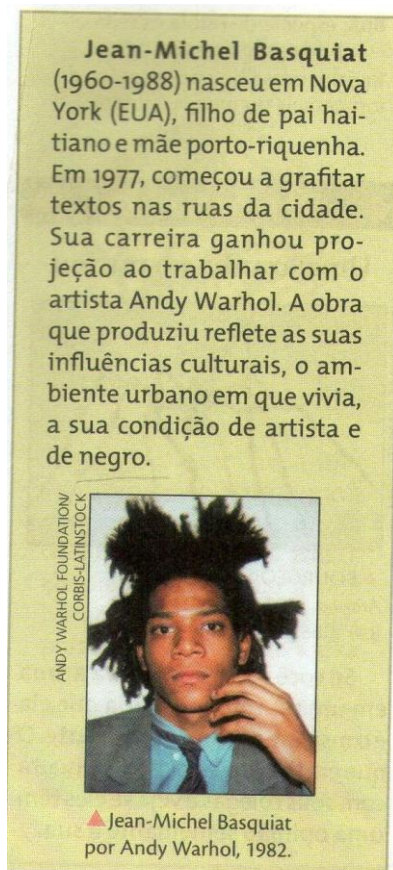 Jean-Michel Basquiat
(1960-1988) nasceu em Nova
York (EUA), filho de pai hai-
tiano e mãe porto-riquenha.
Em 1977, começou a grafitar
textos nas ruas da cidade.
Sua carreira ganhou pro-
jeção ao trabalhar com o
artista Andy Warhol. A obra
que produziu reflete as suas
influências culturais, o am-
biente urbano em que vivia,
a sua condição de artista e
de negro.
ANDY WARHOL FOUNDATION/
CORBIS-LATINSTOCK
Jean-Michel Basquiat
por Andy Warhol, 1982.